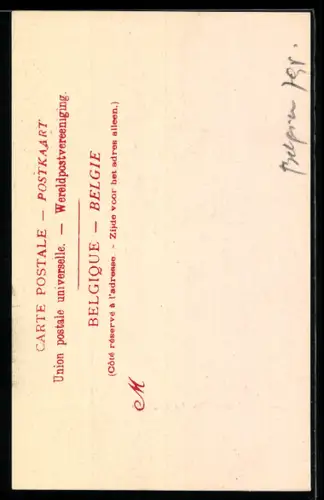 CARTE POSTALE — POSTKAART
Union postale universelle. — Wereldpostvereeniging.
BELGIQUE — BELGIE
(Côté réservé à l'adresse. - Zijde voor het adres alleen.)
M